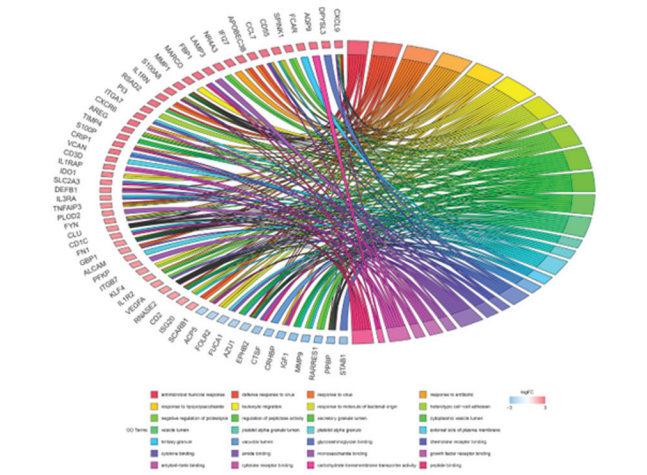 CXCL9
DPYSL3
AQP9
FCAR
SPINK1
CD55
CCL7
APOBEC3B
IFI27
NR4A3
LAMP3
FBP1
MARCO
MMP1
S100A8
IL1RN
RSAD2
PI3
ITGA7
CXCR6
AREG
TIMP4
S100P
CRIP1
VCAN
CD3D
IL1RAP
IDO1
SLC2A3
DEFB1
IL3RA
TNFAIP3
PLOD2
FYN
CLU
CD1C
FN1
GBP1
ALCAM
PFKP
ITGB7
KLF4
IL1R2
VEGFA
RNASE2
CD2
ISG20
SCARB1
ACP5
FOLR2
FUCA1
AZU1
EPHB2
CTSF
CRHBP
IGF1
MMP9
RARRES1
PPBP
STAB1
logFC
-3 3
GO Terms
antimicrobial humoral response defense response to virus response to virus response to antibiotic
response to lipopolysaccharide leukocyte migration response to molecule of bacterial origin heterotypic cell-cell adhesion
negative regulation of proteolysis regulation of peptidase activity secretory granule lumen cytoplasmic vesicle lumen
vesicle lumen platelet alpha granule lumen platelet alpha granule external side of plasma membrane
tertiary granule vacuolar lumen glycosaminoglycan binding chemokine receptor binding
cytokine binding amide binding monosaccharide binding growth factor receptor binding
amyloid-beta binding cytokine receptor binding carbohydrate transmembrane transporter activity peptide binding